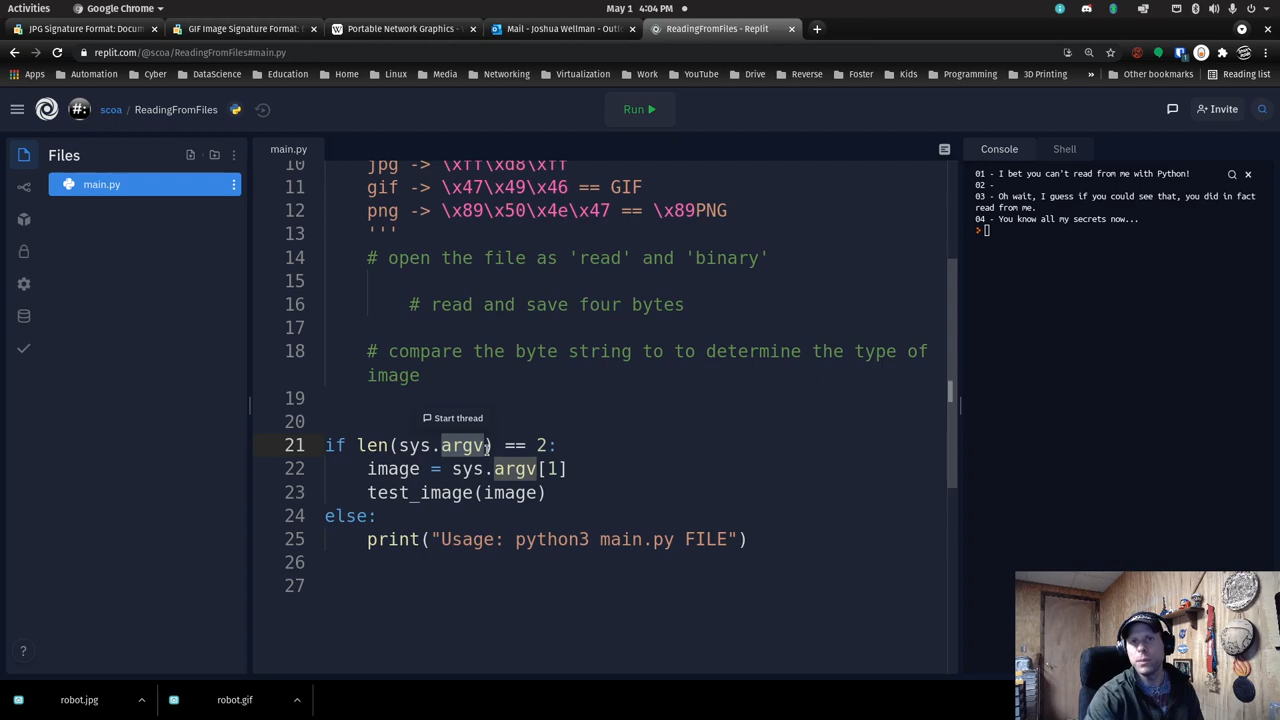 Activities
Google Chrome
May 1 4:04 PM
JPG Signature Format: Docum
GIF Image Signature Format:
Portable Network Graphics -
Mail - Joshua Wellman - Outlo
ReadingFromFiles - Replit
replit.com/@scoa/ReadingFromFiles#main.py
Apps
Automation
Cyber
DataScience
Education
Home
Linux
Media
Networking
Virtualization
Work
YouTube
Drive
Reverse
Foster
Kids
Programming
3D Printing
»
Other bookmarks
Reading list
#:
scoa / ReadingFromFiles
Run
Invite
Files
main.py
main.py
Console
Shell
10 jpg -> \xff\xd8\xff
11 gif -> \x47\x49\x46 == GIF
12 png -> \x89\x50\x4e\x47 == \x89PNG
13 '''
14 # open the file as 'read' and 'binary'
15
16 # read and save four bytes
17
18 # compare the byte string to to determine the type of
image
19
20
Start thread
21 if len(sys.argv) == 2:
22 image = sys.argv[1]
23 test_image(image)
24 else:
25 print("Usage: python3 main.py FILE")
26
27
01 - I bet you can't read from me with Python!
02 -
03 - Oh wait, I guess if you could see that, you did in fact
read from me.
04 - You know all my secrets now...
>
?
robot.jpg
robot.gif